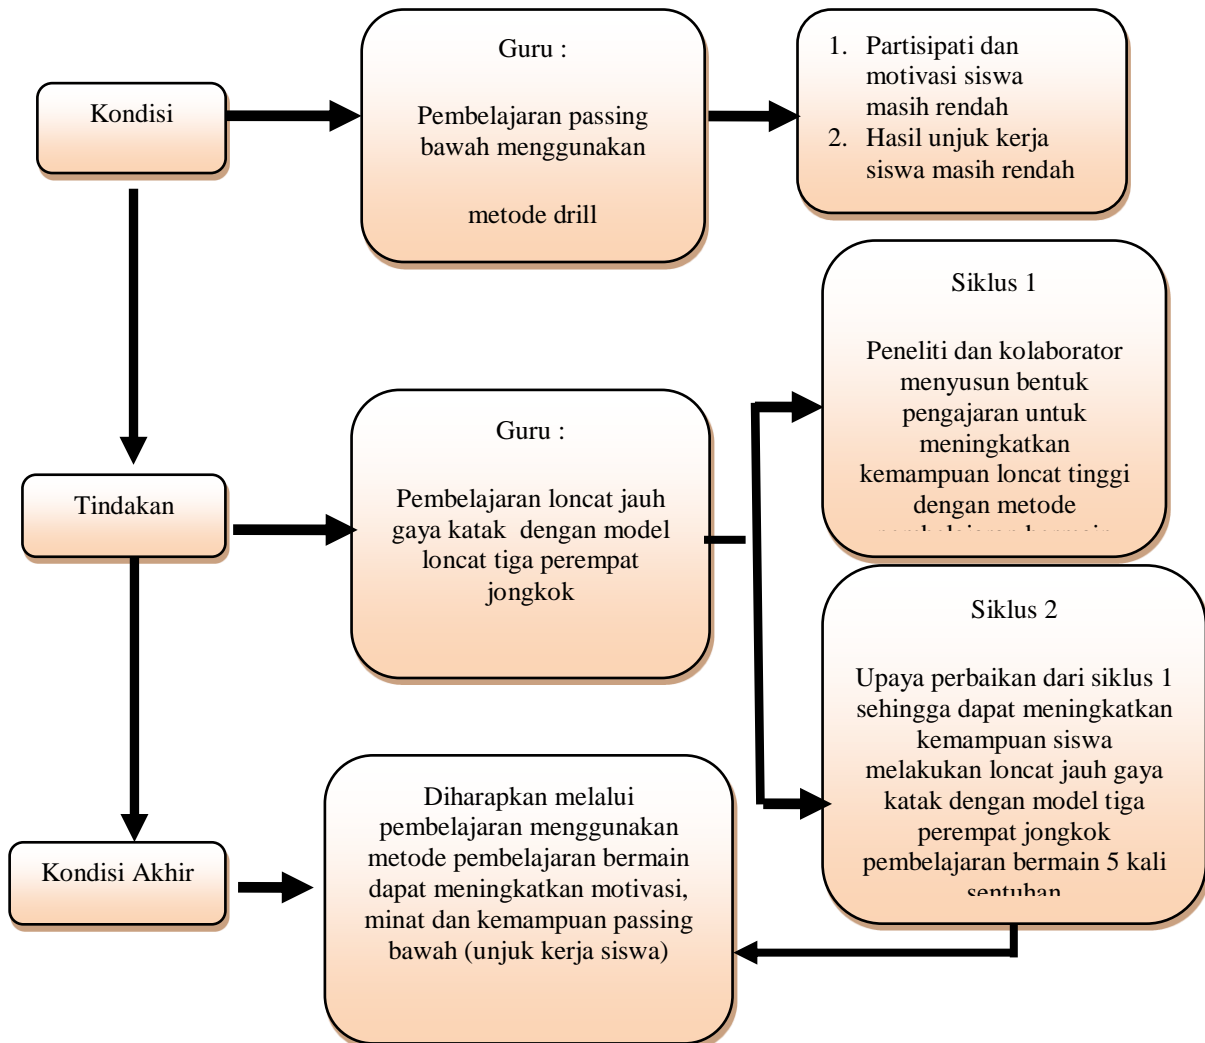 Kondisi
Guru :
Pembelajaran passing
bawah menggunakan
metode drill
1. Partisipati dan
motivasi siswa
masih rendah
2. Hasil unjuk kerja
siswa masih rendah
Tindakan
Guru :
Pembelajaran loncat jauh
gaya katak dengan model
loncat tiga perempat
jongkok
Siklus 1
Peneliti dan kolaborator
menyusun bentuk
pengajaran untuk
meningkatkan
kemampuan loncat tinggi
dengan metode
pembelajaran bermain
Siklus 2
Upaya perbaikan dari siklus 1
sehingga dapat meningkatkan
kemampuan siswa
melakukan loncat jauh gaya
katak dengan model tiga
perempat jongkok
pembelajaran bermain 5 kali
sentuhan
Kondisi Akhir
Diharapkan melalui
pembelajaran menggunakan
metode pembelajaran bermain
dapat meningkatkan motivasi,
minat dan kemampuan passing
bawah (unjuk kerja siswa)